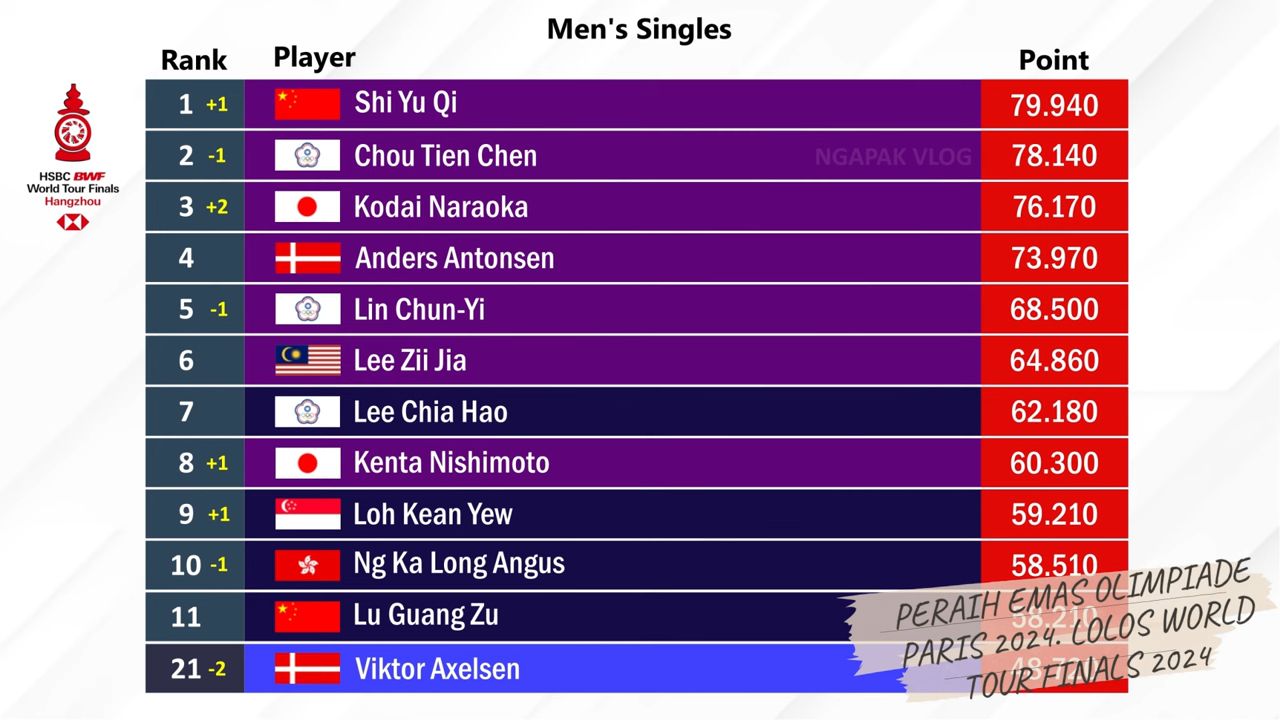 Men's Singles
Rank Player Point
1 +1 Shi Yu Qi 79.940
2 -1 Chou Tien Chen NGAPAK VLOG 78.140
3 +2 Kodai Naraoka 76.170
4 Anders Antonsen 73.970
5 -1 Lin Chun-Yi 68.500
6 Lee Zii Jia 64.860
7 Lee Chia Hao 62.180
8 +1 Kenta Nishimoto 60.300
9 +1 Loh Kean Yew 59.210
10 -1 Ng Ka Long Angus 58.510
11 Lu Guang Zu 58.210
21 -2 Viktor Axelsen
HSBC BWF
World Tour Finals
Hangzhou
PERAIH EMAS OLIMPIADE
PARIS 2024. LOLOS WORLD
TOUR FINALS 2024